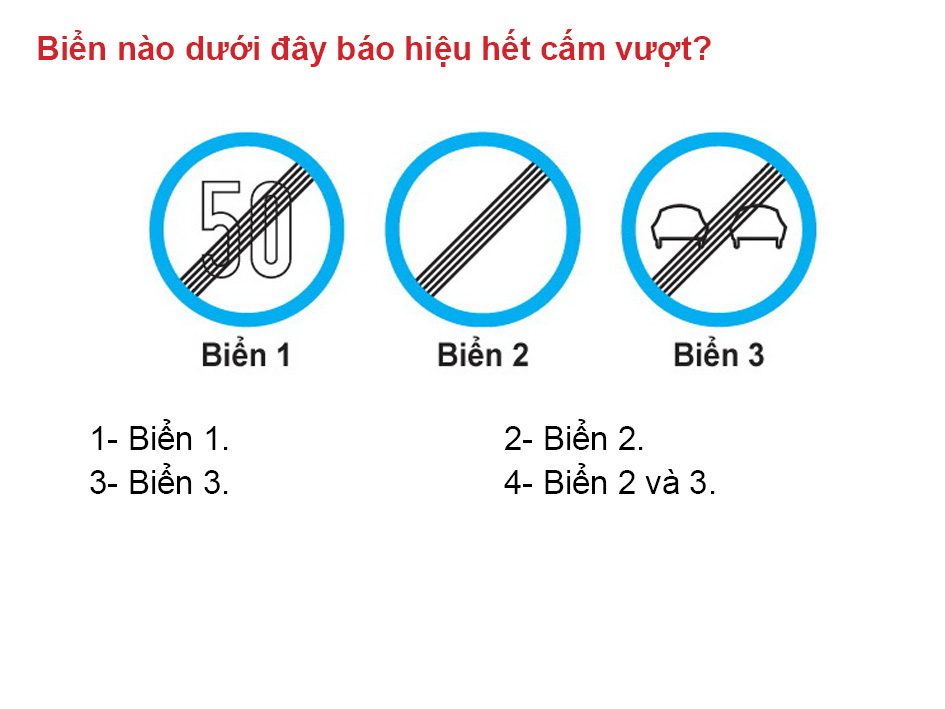 Biển nào dưới đây báo hiệu hết cấm vượt?
50
Biển 1 Biển 2 Biển 3
1- Biển 1. 2- Biển 2.
3- Biển 3. 4- Biển 2 và 3.